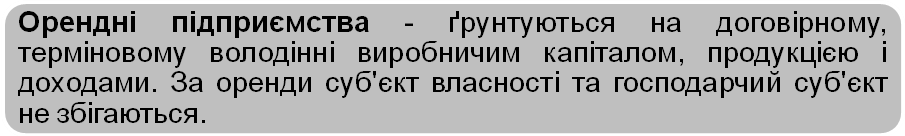 Орендні підприємства - ґрунтуються на договірному,
терміновому володінні виробничим капіталом, продукцією і
доходами. За оренди суб'єкт власності та господарчий суб'єкт
не збігаються.